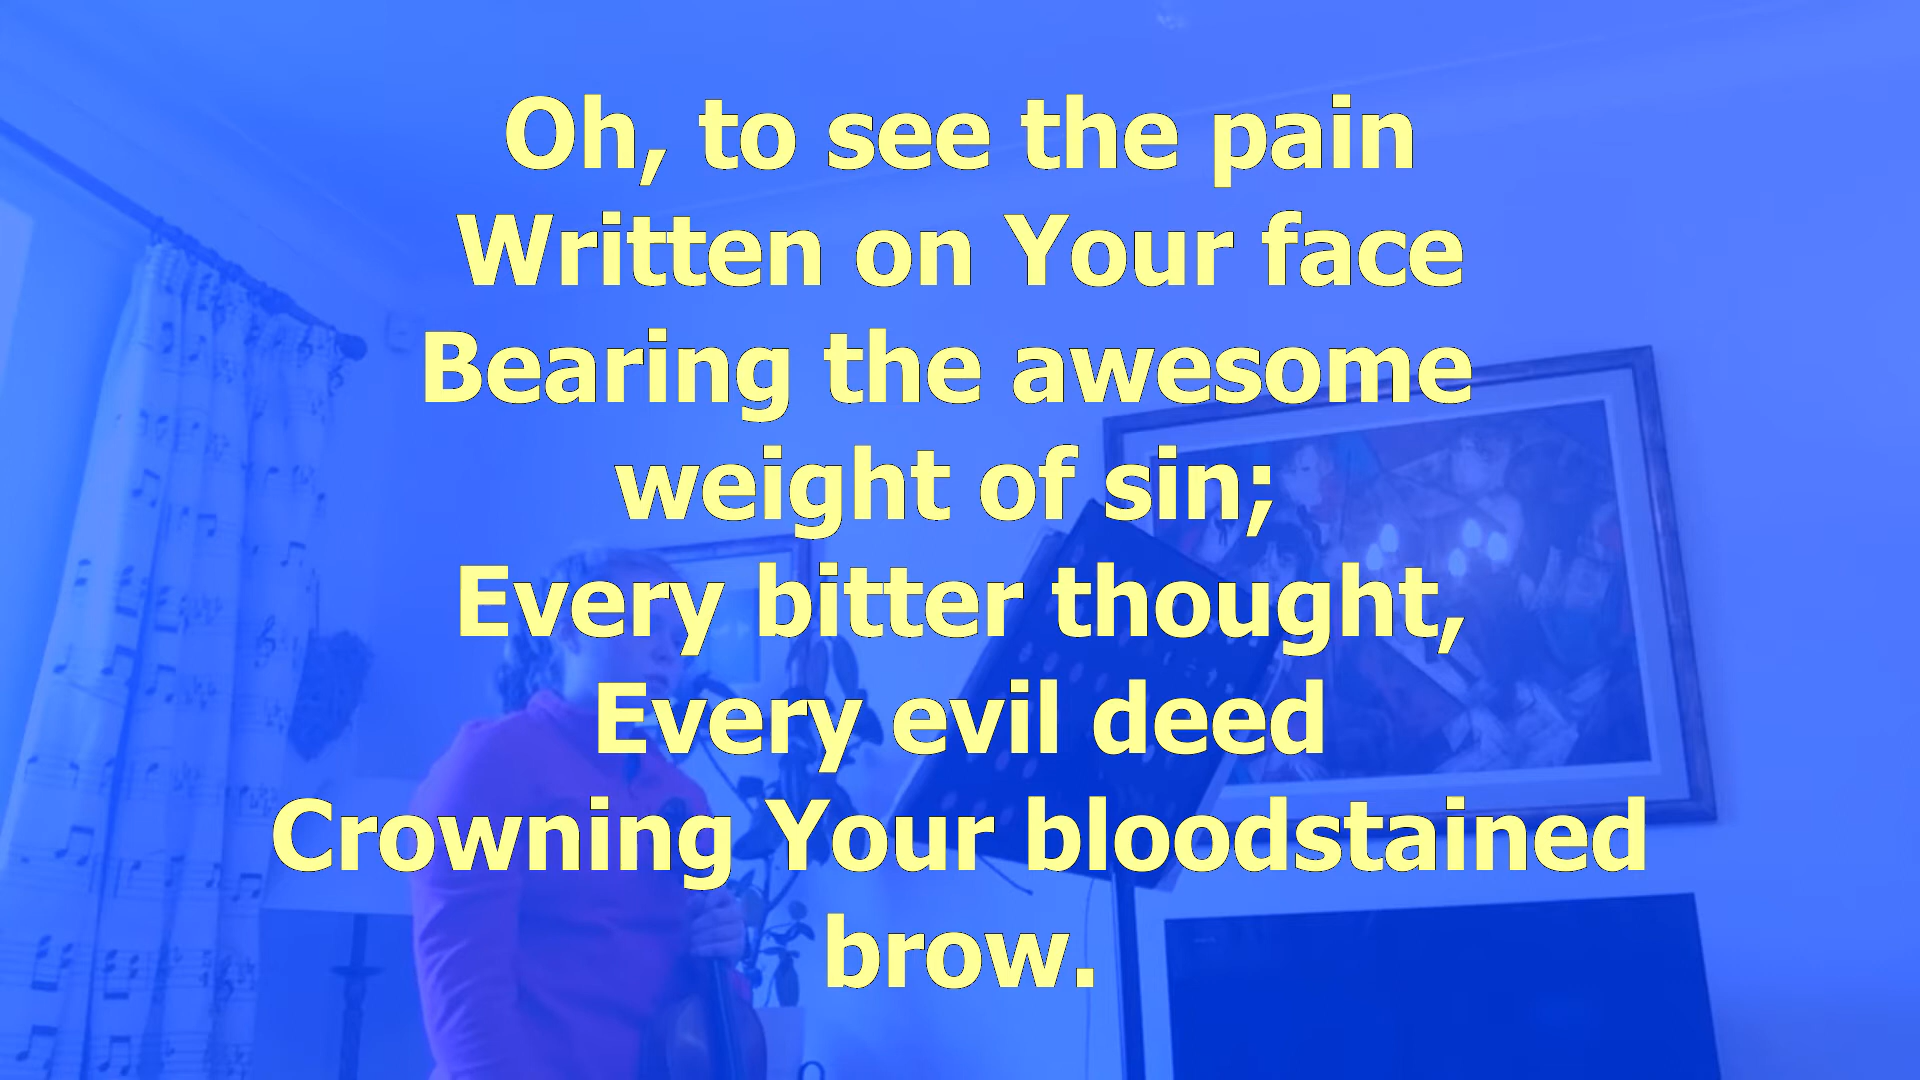 Oh, to see the pain
Written on Your face
Bearing the awesome
weight of sin;
Every bitter thought,
Every evil deed
Crowning Your bloodstained
brow.